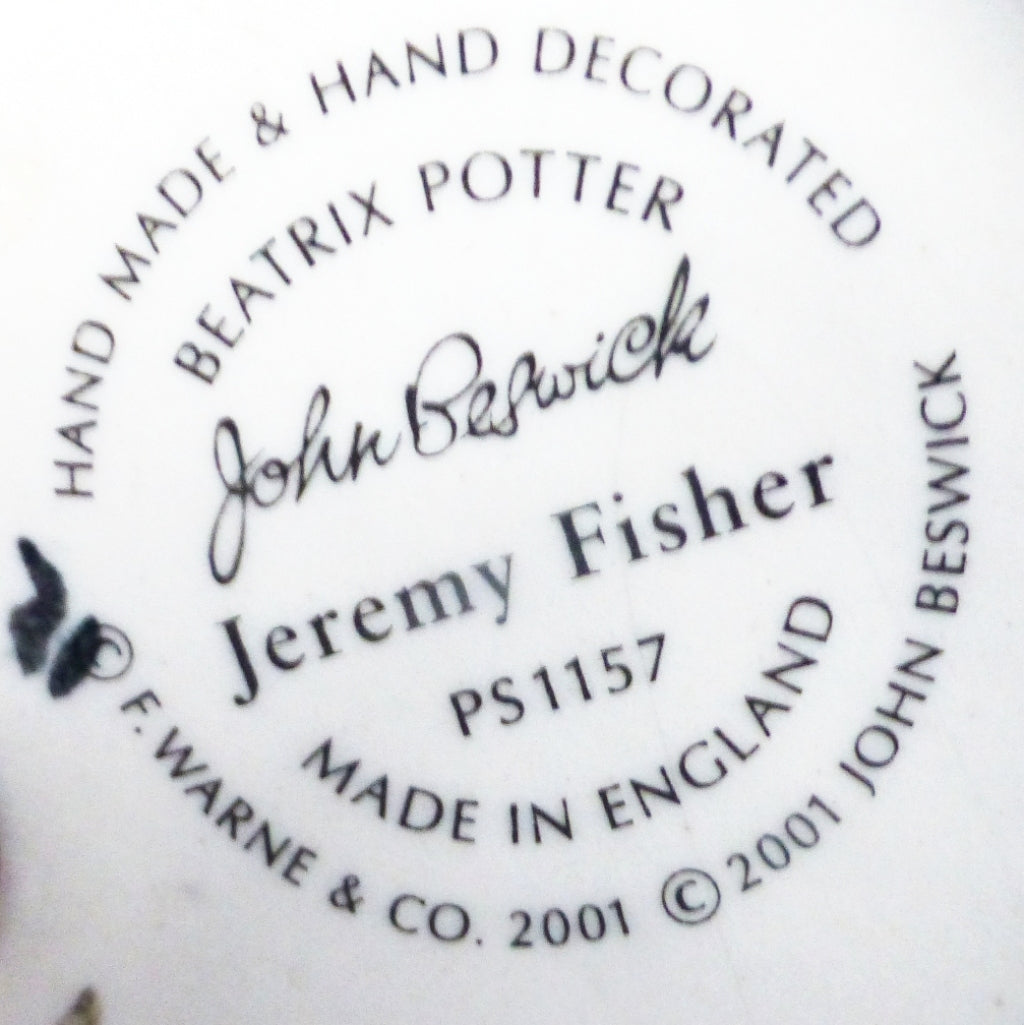 HAND MADE & HAND DECORATED
BEATRIX POTTER
John Beswick
Jeremy Fisher
PS1157
MADE IN ENGLAND
© F. WARNE & CO. 2001 © 2001 JOHN BESWICK